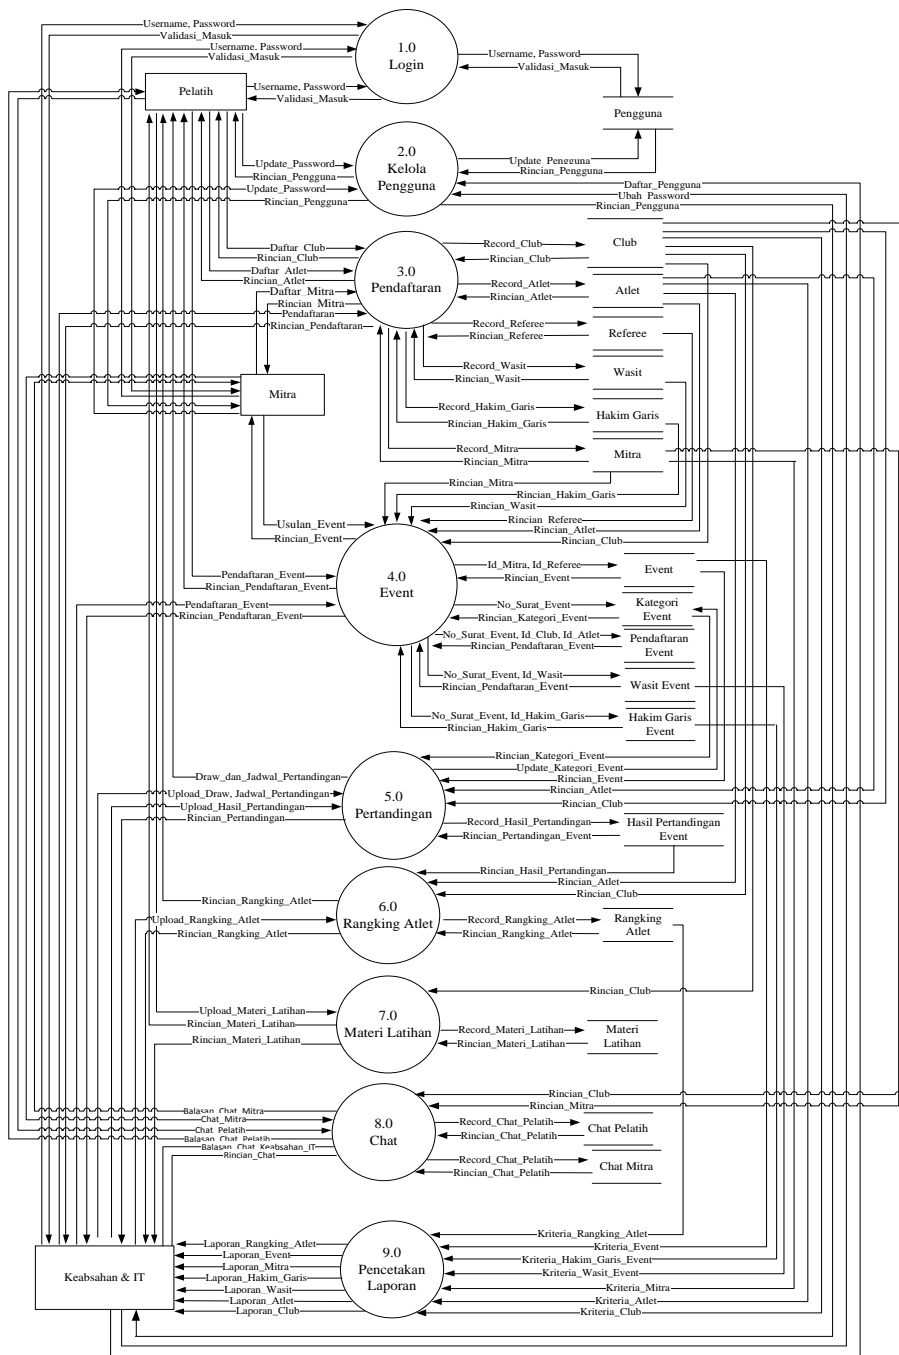 Username, Password
Validasi_Masuk
Username, Password
Validasi_Masuk
1.0
Login
Username, Password
Validasi_Masuk
Pelatih
Username, Password
Validasi_Masuk
Pengguna
2.0
Kelola
Pengguna
Update_Password
Rincian_Pengguna
Update_Password
Rincian_Pengguna
Update_Pengguna
Rincian_Pengguna
Daftar_Pengguna
Ubah_Password
Rincian_Pengguna
Daftar_Club
Rincian_Club
Daftar_Atlet
Rincian_Atlet
Daftar_Mitra
Rincian_Mitra
Pendaftaran
Rincian_Pendaftaran
3.0
Pendaftaran
Record_Club
Rincian_Club
Club
Record_Atlet
Rincian_Atlet
Atlet
Record_Referee
Rincian_Referee
Referee
Record_Wasit
Rincian_Wasit
Wasit
Mitra
Record_Hakim_Garis
Rincian_Hakim_Garis
Hakim Garis
Record_Mitra
Rincian_Mitra
Mitra
Rincian_Mitra
Rincian_Hakim_Garis
Rincian_Wasit
Rincian_Referee
Rincian_Atlet
Rincian_Club
Usulan_Event
Rincian_Event
4.0
Event
Pendaftaran_Event
Rincian_Pendaftaran_Event
Pendaftaran_Event
Rincian_Pendaftaran_Event
Id_Mitra, Id_Referee
Rincian_Event
Event
No_Surat_Event
Rincian_Kategori_Event
Kategori
Event
No_Surat_Event, Id_Club, Id_Atlet
Rincian_Pendaftaran_Event
Pendaftaran
Event
No_Surat_Event, Id_Wasit
Rincian_Pendaftaran_Event
Wasit Event
No_Surat_Event, Id_Hakim_Garis
Rincian_Hakim_Garis
Hakim Garis
Event
Rincian_Kategori_Event
Update_Kategori_Event
Rincian_Event
Rincian_Atlet
Rincian_Club
Draw_dan_Jadwal_Pertandingan
Upload_Draw, Jadwal_Pertandingan
Upload_Hasil_Pertandingan
Rincian_Pertandingan
5.0
Pertandingan
Record_Hasil_Pertandingan
Rincian_Pertandingan_Event
Hasil Pertandingan
Event
Rincian_Hasil_Pertandingan
Rincian_Atlet
Rincian_Club
Rincian_Rangking_Atlet
Upload_Rangking_Atlet
Rincian_Rangking_Atlet
6.0
Rangking Atlet
Record_Rangking_Atlet
Rincian_Rangking_Atlet
Rangking
Atlet
Rincian_Club
Upload_Materi_Latihan
Rincian_Materi_Latihan
Rincian_Materi_Latihan
7.0
Materi Latihan
Record_Materi_Latihan
Rincian_Materi_Latihan
Materi
Latihan
Rincian_Club
Rincian_Mitra
Balasan_Chat_Mitra
Chat_Mitra
Chat_Pelatih
Balasan_Chat_Pelatih
Balasan_Chat_Keabsahan_IT
Rincian_Chat
8.0
Chat
Record_Chat_Pelatih
Rincian_Chat_Pelatih
Chat Pelatih
Record_Chat_Pelatih
Rincian_Chat_Pelatih
Chat Mitra
Keabsahan & IT
Laporan_Rangking_Atlet
Laporan_Event
Laporan_Mitra
Laporan_Hakim_Garis
Laporan_Wasit
Laporan_Atlet
Laporan_Club
9.0
Pencetakan
Laporan
Kriteria_Rangking_Atlet
Kriteria_Event
Kriteria_Hakim_Garis_Event
Kriteria_Wasit_Event
Kriteria_Mitra
Kriteria_Atlet
Kriteria_Club